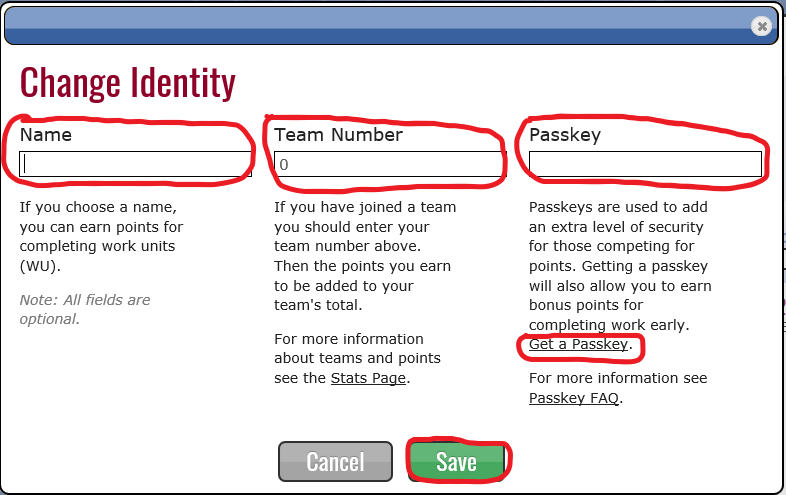 Change Identity
Name
Team Number
Passkey
0
If you choose a name,
you can earn points for
completing work units
(WU).
Note: All fields are
optional.
If you have joined a team
you should enter your
team number above.
Then the points you earn
to be added to your
team's total.
For more information
about teams and points
see the Stats Page.
Passkeys are used to add
an extra level of security
for those competing for
points. Getting a passkey
will also allow you to earn
bonus points for
completing work early.
Get a Passkey.
For more information see
Passkey FAQ.
Cancel
Save